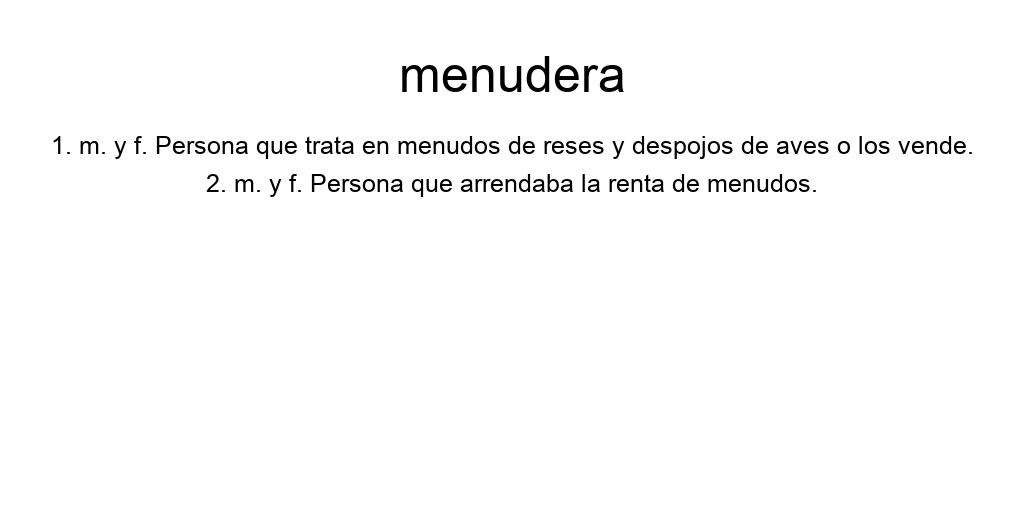 menudera
1. m. y f. Persona que trata en menudos de reses y despojos de aves o los vende.
2. m. y f. Persona que arrendaba la renta de menudos.